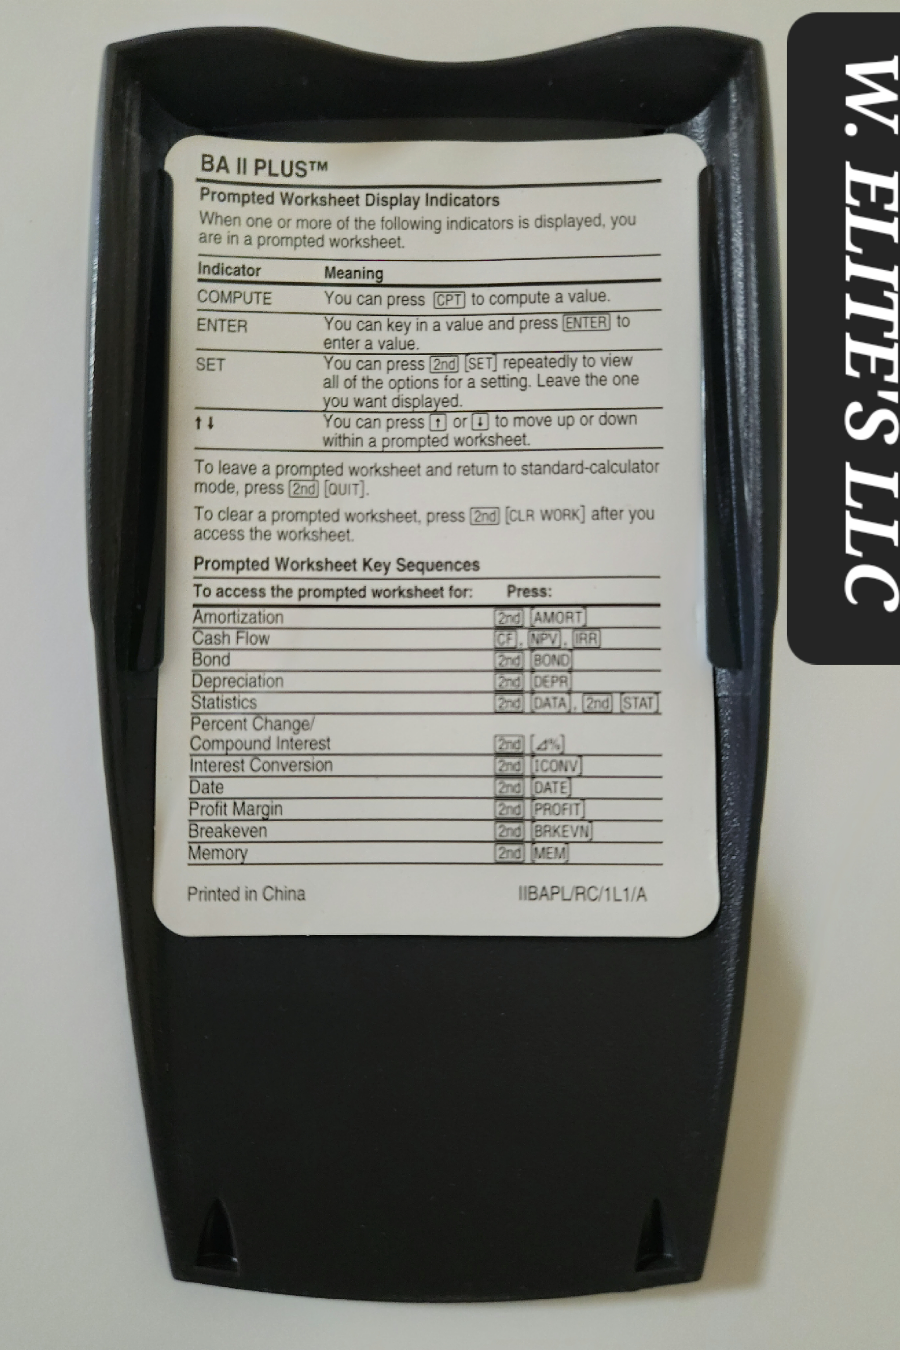 BA II PLUS™
Prompted Worksheet Display Indicators
When one or more of the following indicators is displayed, you
are in a prompted worksheet.
Indicator Meaning
COMPUTE You can press [CPT] to compute a value.
ENTER You can key in a value and press [ENTER] to
enter a value.
SET You can press [2nd] [SET] repeatedly to view
all of the options for a setting. Leave the one
you want displayed.
↑↓ You can press [↑] or [↓] to move up or down
within a prompted worksheet.
To leave a prompted worksheet and return to standard-calculator
mode, press [2nd] [QUIT].
To clear a prompted worksheet, press [2nd] [CLR WORK] after you
access the worksheet.
Prompted Worksheet Key Sequences
To access the prompted worksheet for: Press:
Amortization [2nd] [AMORT]
Cash Flow [CF], [NPV], [IRR]
Bond [2nd] [BOND]
Depreciation [2nd] [DEPR]
Statistics [2nd] [DATA], [2nd] [STAT]
Percent Change/
Compound Interest [2nd] [⊿%]
Interest Conversion [2nd] [ICONV]
Date [2nd] [DATE]
Profit Margin [2nd] [PROFIT]
Breakeven [2nd] [BRKEVN]
Memory [2nd] [MEM]
Printed in China IIBAPL/RC/1L1/A
W. ELITE'S LLC